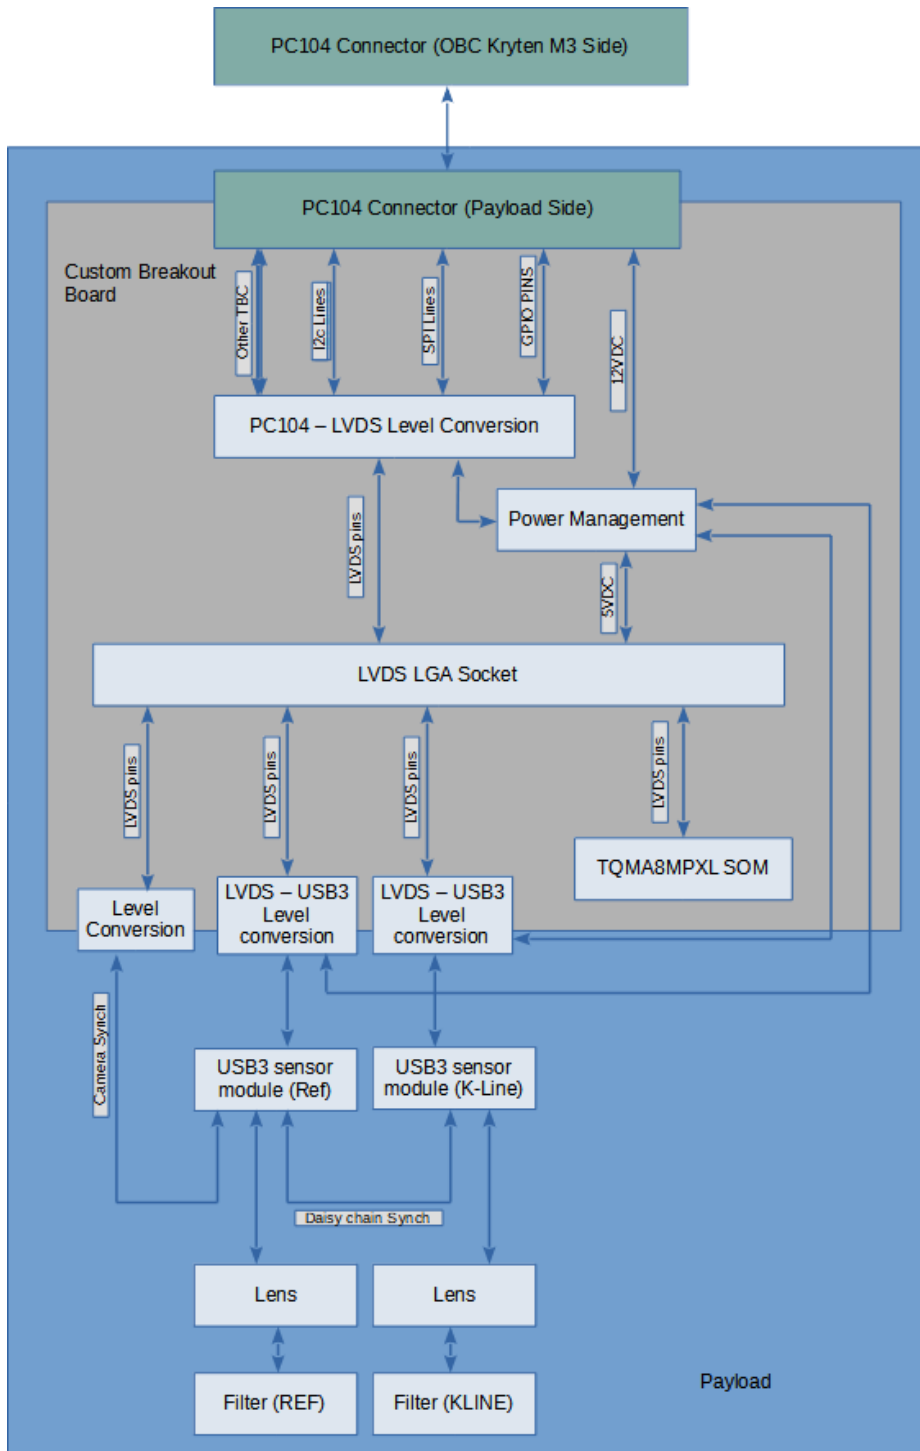 PC104 Connector (OBC Kryten M3 Side)
PC104 Connector (Payload Side)
Custom Breakout
Board
Other TBC
I2c Lines
SPI Lines
GPIO PINS
12VDC
PC104 – LVDS Level Conversion
Power Management
LVDS pins
5VDC
LVDS LGA Socket
LVDS pins
LVDS pins
LVDS pins
LVDS pins
TQMA8MPXL SOM
Level
Conversion
LVDS – USB3
Level
conversion
LVDS – USB3
Level
conversion
Camera Synch
USB3 sensor
module (Ref)
USB3 sensor
module (K-Line)
Daisy chain Synch
Lens
Lens
Filter (REF)
Filter (KLINE)
Payload